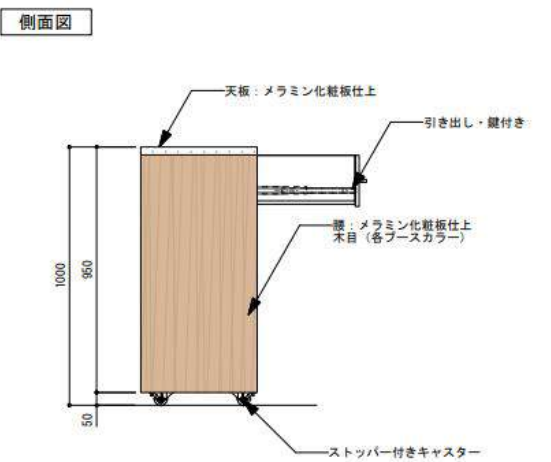 側面図
天板：メラミン化粧板仕上
引き出し・鍵付き
腰：メラミン化粧板仕上
木目（各ブースカラー）
1000
950
50
ストッパー付きキャスター